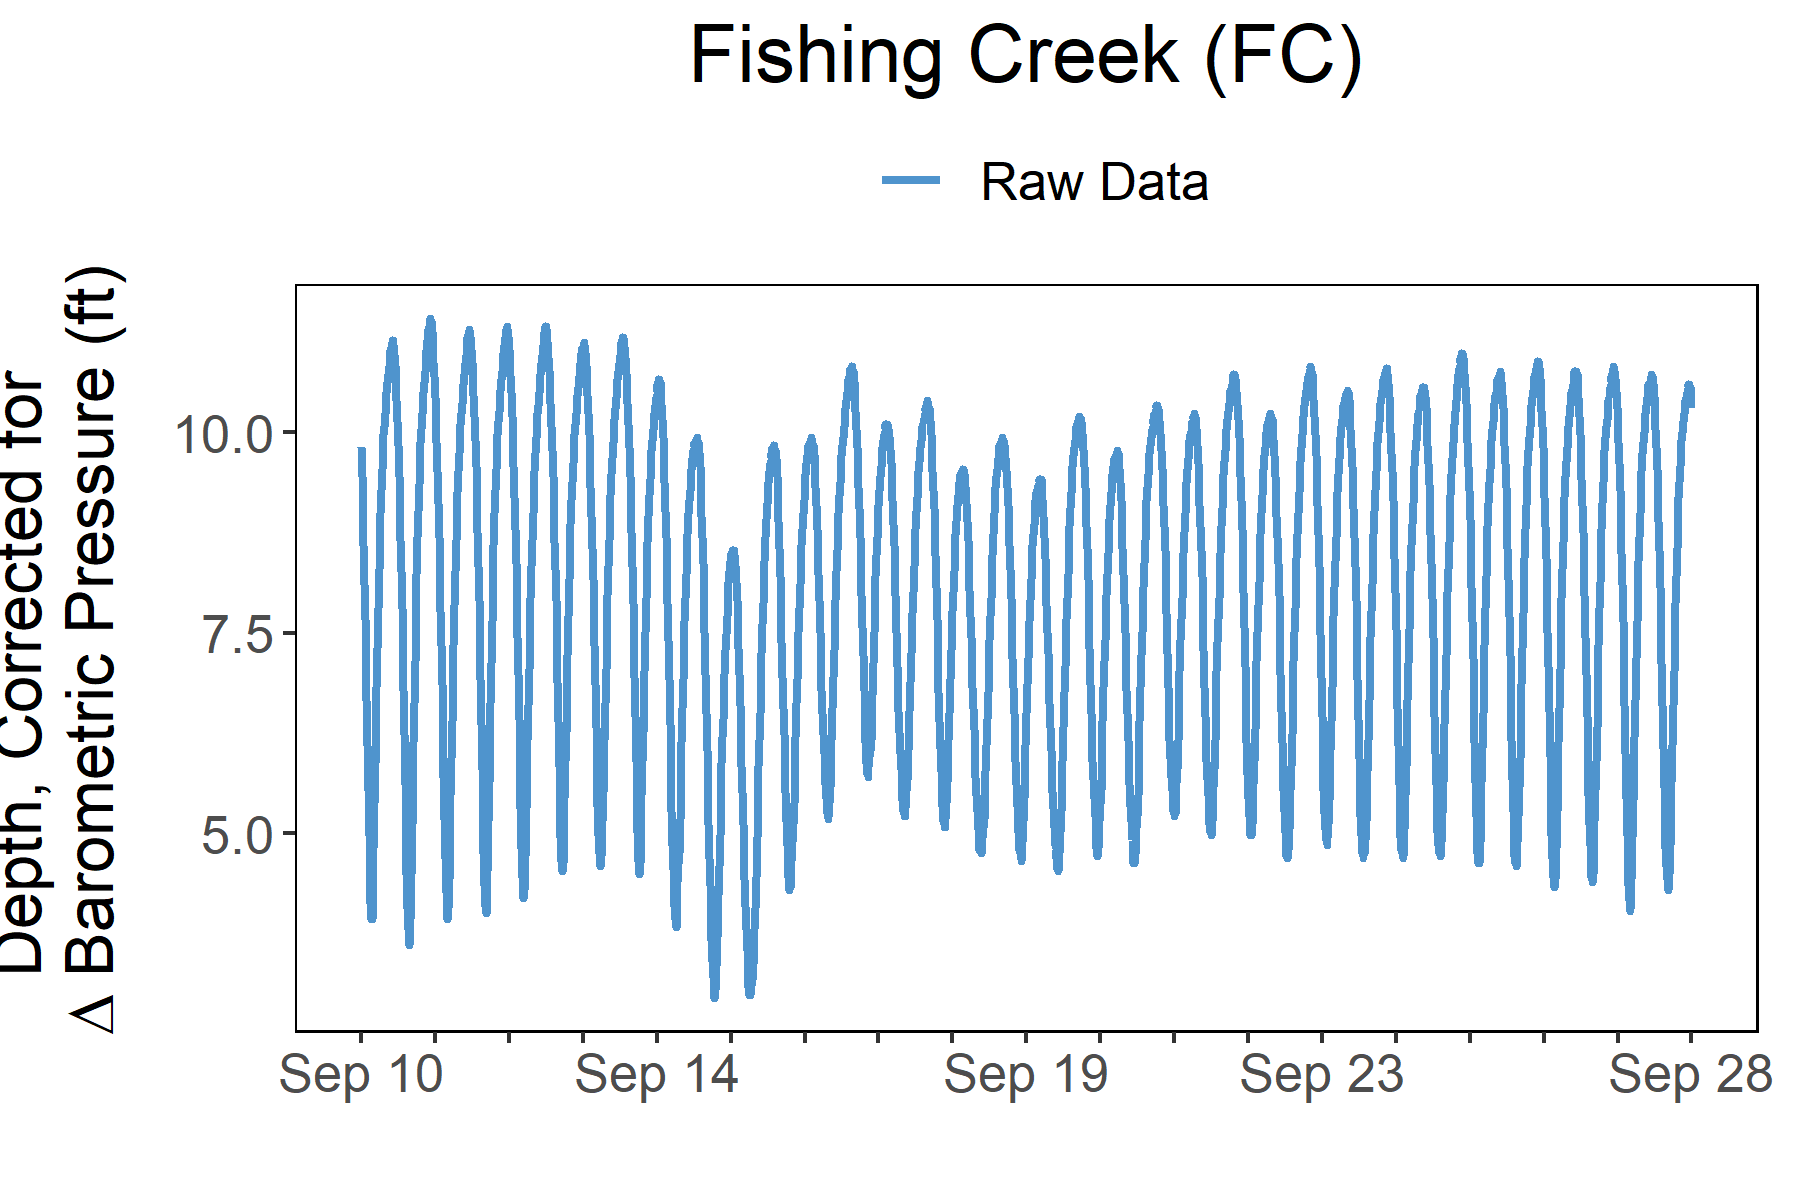 Fishing Creek (FC)
Raw Data
Depth, Corrected for
Δ Barometric Pressure (ft)
10.0
7.5
5.0
Sep 10
Sep 14
Sep 19
Sep 23
Sep 28